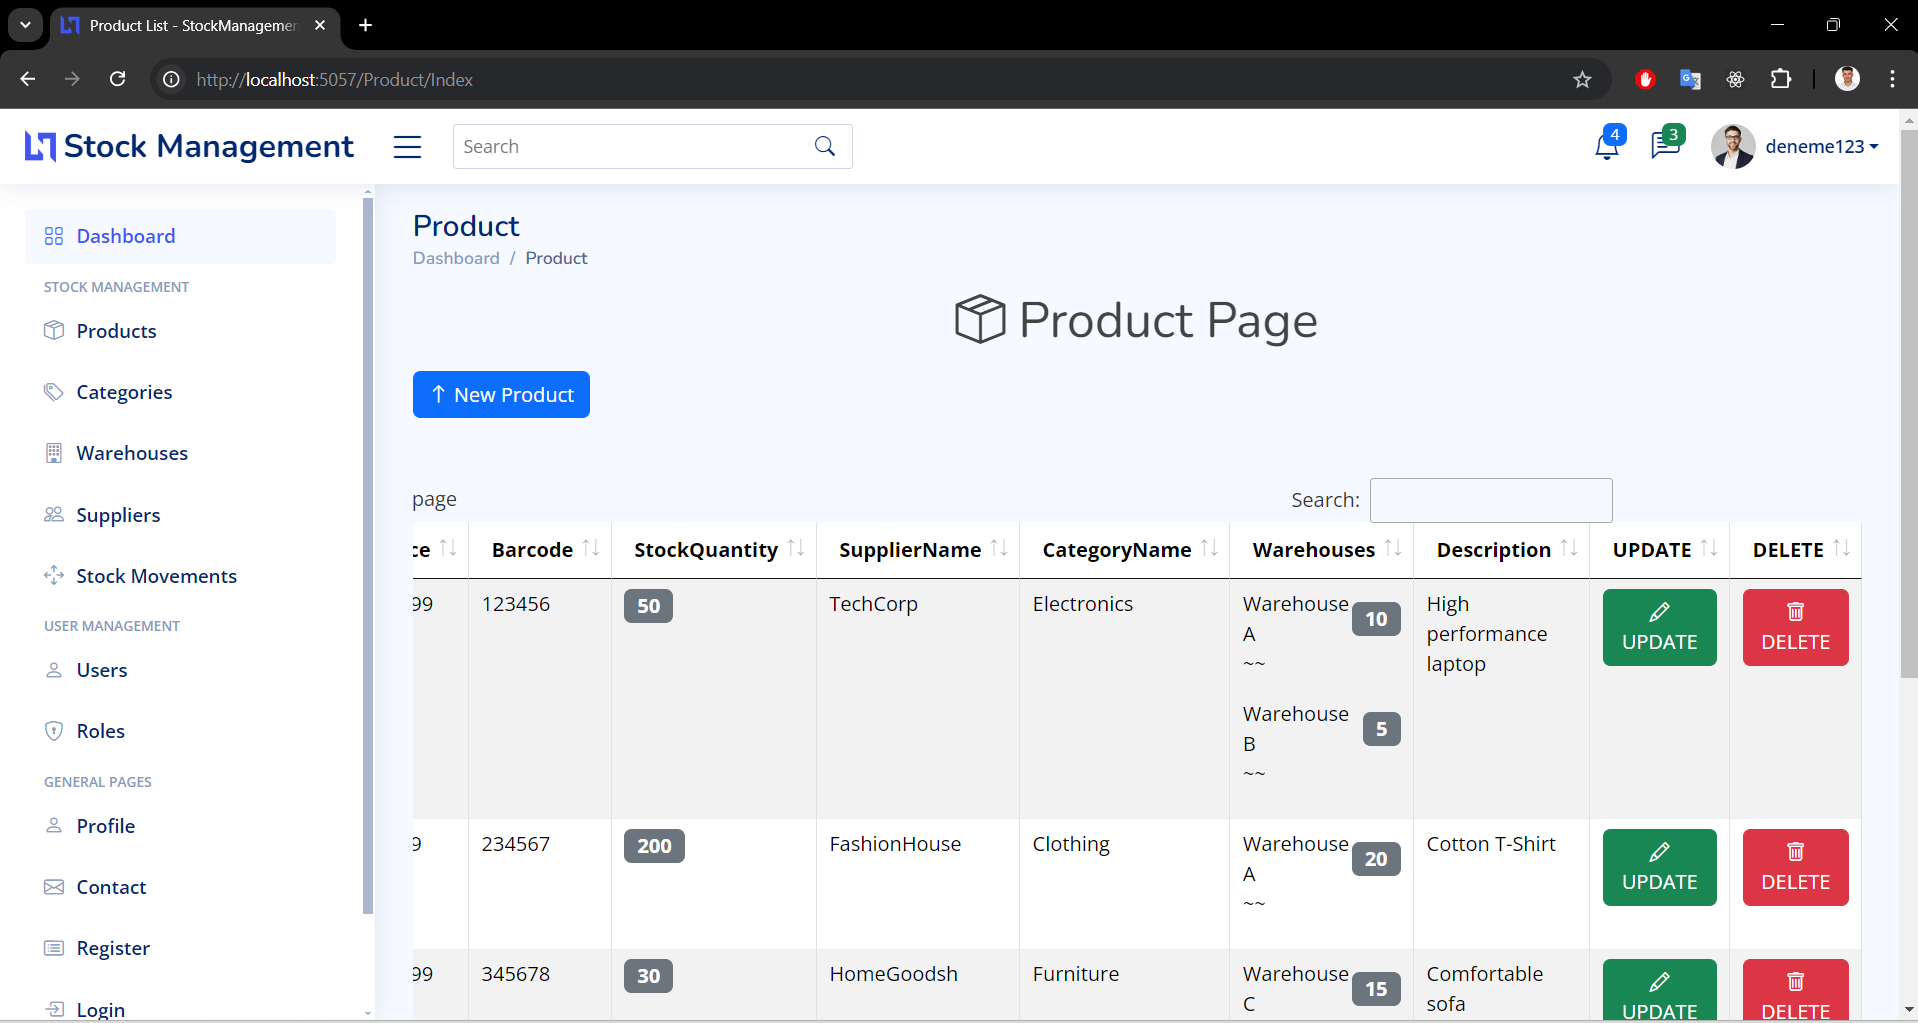 Product List - StockManagemen
http://localhost:5057/Product/Index
Stock Management
Search
4
3
deneme123
Dashboard
STOCK MANAGEMENT
Products
Categories
Warehouses
Suppliers
Stock Movements
USER MANAGEMENT
Users
Roles
GENERAL PAGES
Profile
Contact
Register
Login
Product
Dashboard / Product
Product Page
New Product
page
Search:
ce Barcode StockQuantity SupplierName CategoryName Warehouses Description UPDATE DELETE
99 123456 50 TechCorp Electronics Warehouse 10 High UPDATE DELETE
A performance
~~ laptop
Warehouse 5
B
~~
9 234567 200 FashionHouse Clothing Warehouse 20 Cotton T-Shirt UPDATE DELETE
A
~~
99 345678 30 HomeGoodsh Furniture Warehouse 15 Comfortable UPDATE DELETE
C sofa